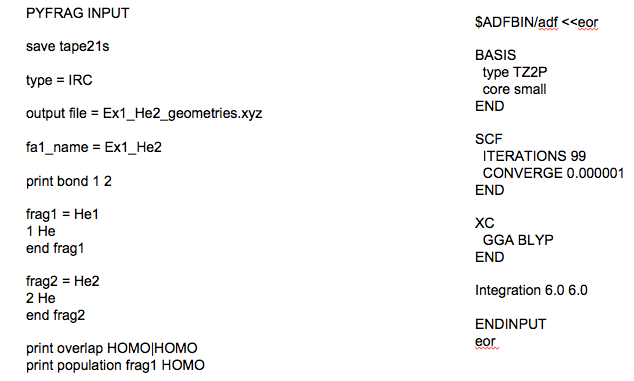 PYFRAG INPUT
save tape21s
type = IRC
output file = Ex1_He2_geometries.xyz
fa1_name = Ex1_He2
print bond 1 2
frag1 = He1
1 He
end frag1
frag2 = He2
2 He
end frag2
print overlap HOMO|HOMO
print population frag1 HOMO
$ADFBIN/adf <<eor
BASIS
type TZ2P
core small
END
SCF
ITERATIONS 99
CONVERGE 0.000001
END
XC
GGA BLYP
END
Integration 6.0 6.0
ENDINPUT
eor